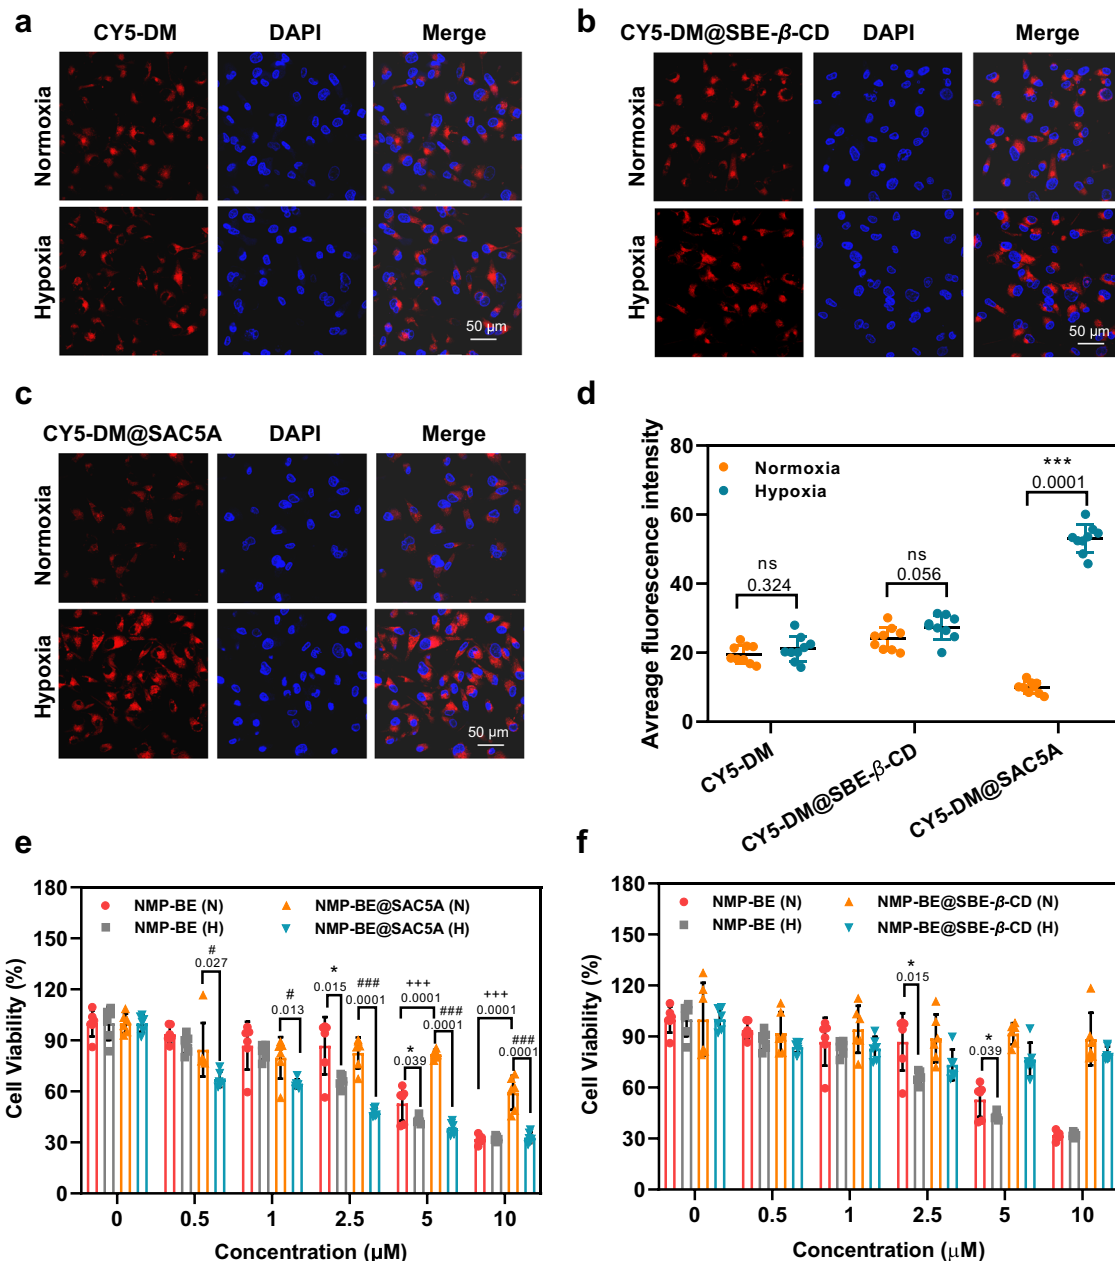 a
CY5-DM DAPI Merge
Normoxia
Hypoxia
50 μm
b
CY5-DM@SBE-β-CD DAPI Merge
Normoxia
Hypoxia
50 μm
c
CY5-DM@SAC5A DAPI Merge
Normoxia
Hypoxia
50 μm
d
Avreage fluorescence intensity
80
60
40
20
0
Normoxia
Hypoxia
ns
0.324
ns
0.056
***
0.0001
CY5-DM
CY5-DM@SBE-β-CD
CY5-DM@SAC5A
e
Cell Viability (%)
180
150
120
90
60
30
0
NMP-BE (N) NMP-BE@SAC5A (N)
NMP-BE (H) NMP-BE@SAC5A (H)
#
0.027
#
0.013
*
0.015
###
0.0001
+++
0.0001
*
0.039
###
0.0001
+++
0.0001
###
0.0001
0 0.5 1 2.5 5 10
Concentration (μM)
f
Cell Viability (%)
180
150
120
90
60
30
0
NMP-BE (N) NMP-BE@SBE-β-CD (N)
NMP-BE (H) NMP-BE@SBE-β-CD (H)
*
0.015
*
0.039
0 0.5 1 2.5 5 10
Concentration (μM)